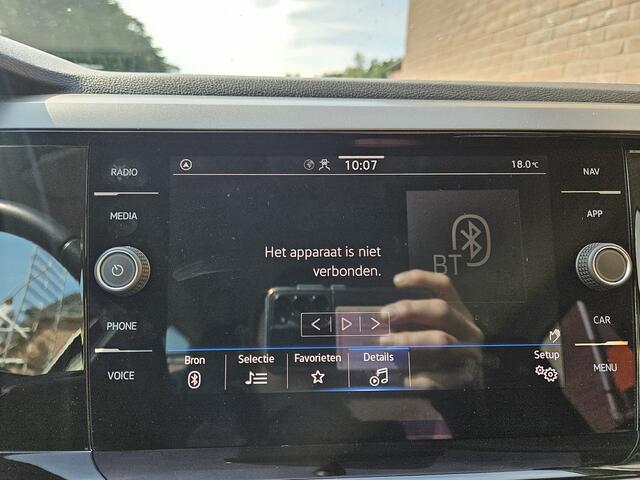 RADIO
MEDIA
PHONE
VOICE
10:07
18.0°C
Het apparaat is niet
verbonden.
BT
Bron
Selectie
Favorieten
Details
Setup
NAV
APP
CAR
MENU